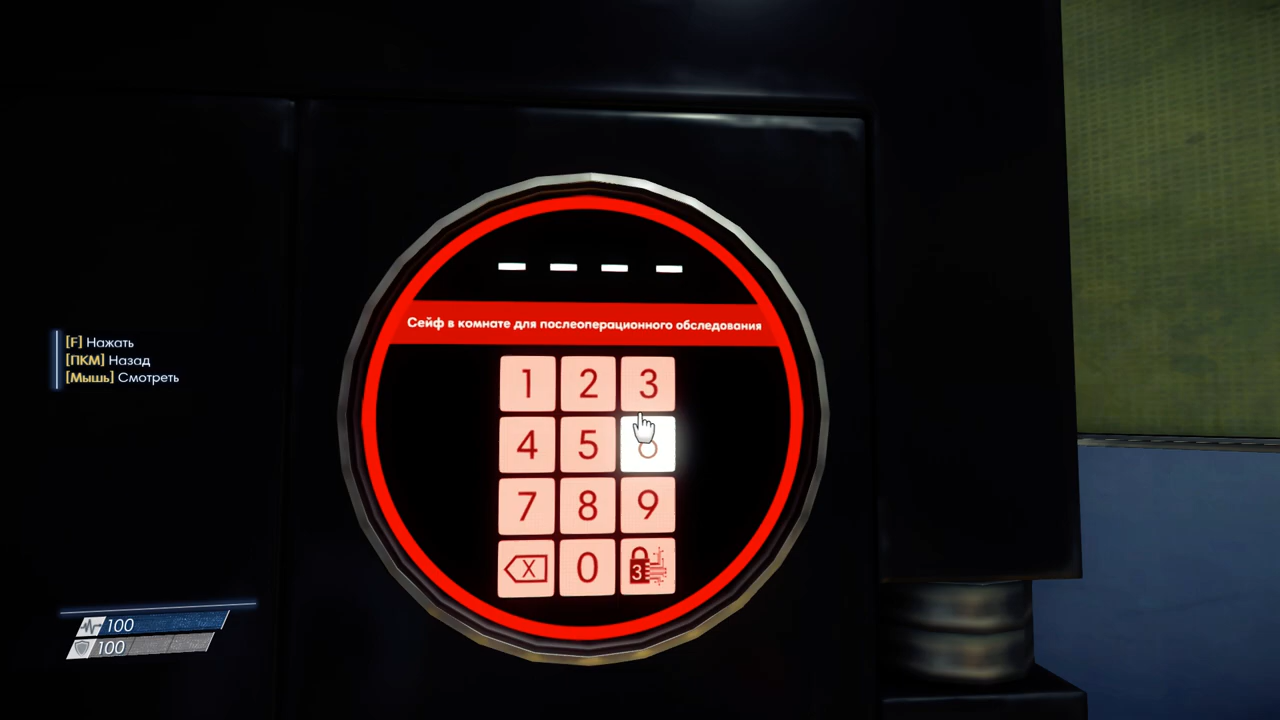 Сейф в комнате для послеоперационного обследования
[F] Нажать
[ПКМ] Назад
[Мышь] Смотреть
1 2 3
4 5 6
7 8 9
X 0 3
100
100